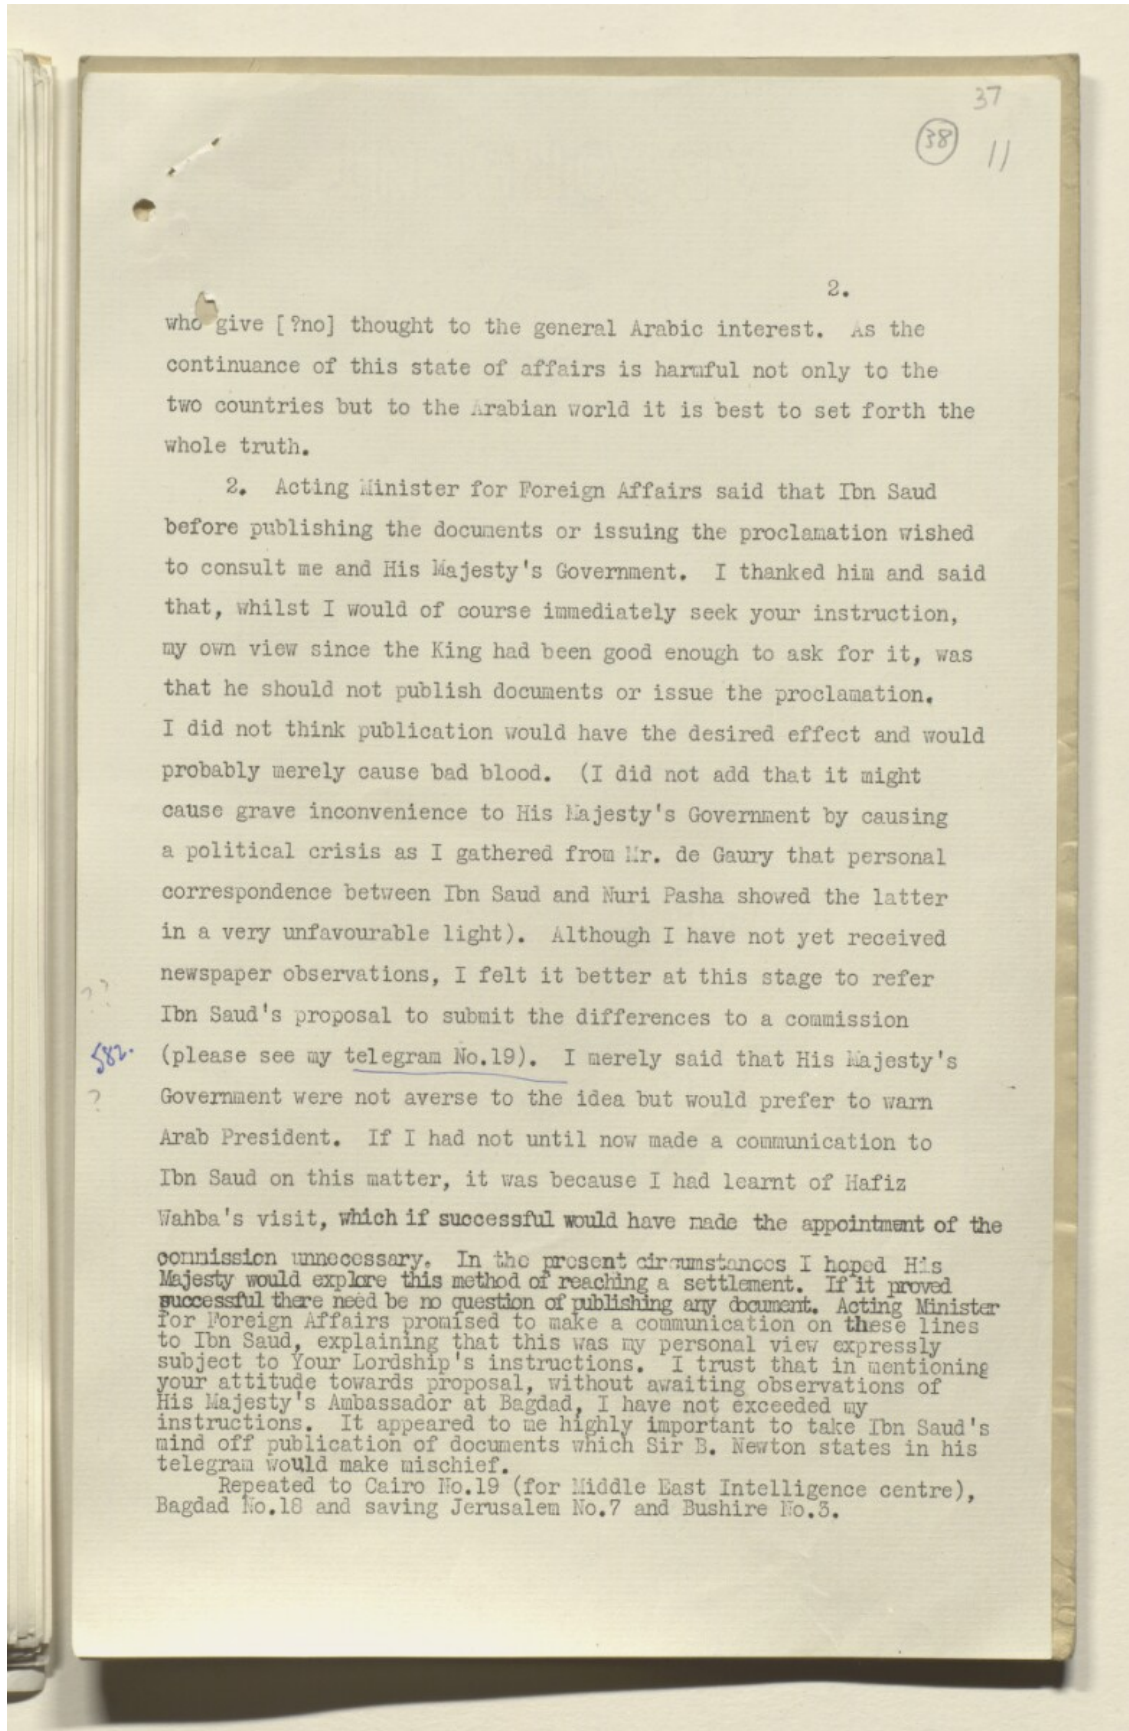 37
38
11
2.
who give [?no] thought to the general Arabic interest. As the
continuance of this state of affairs is harmful not only to the
two countries but to the Arabian world it is best to set forth the
whole truth.
2. Acting Minister for Foreign Affairs said that Ibn Saud
before publishing the documents or issuing the proclamation wished
to consult me and His Majesty's Government. I thanked him and said
that, whilst I would of course immediately seek your instruction,
my own view since the King had been good enough to ask for it, was
that he should not publish documents or issue the proclamation.
I did not think publication would have the desired effect and would
probably merely cause bad blood. (I did not add that it might
cause grave inconvenience to His Majesty's Government by causing
a political crisis as I gathered from Mr. de Gaury that personal
correspondence between Ibn Saud and Nuri Pasha showed the latter
in a very unfavourable light). Although I have not yet received
newspaper observations, I felt it better at this stage to refer
??
Ibn Saud's proposal to submit the differences to a commission
582.
(please see my telegram No.19). I merely said that His Majesty's
?
Government were not averse to the idea but would prefer to warn
Arab President. If I had not until now made a communication to
Ibn Saud on this matter, it was because I had learnt of Hafiz
Wahba's visit, which if successful would have made the appointment of the
commission unnecessary. In the present circumstances I hoped His
Majesty would explore this method of reaching a settlement. If it proved
successful there need be no question of publishing any document. Acting Minister
for Foreign Affairs promised to make a communication on these lines
to Ibn Saud, explaining that this was my personal view expressly
subject to Your Lordship's instructions. I trust that in mentioning
your attitude towards proposal, without awaiting observations of
His Majesty's Ambassador at Bagdad, I have not exceeded my
instructions. It appeared to me highly important to take Ibn Saud's
mind off publication of documents which Sir B. Newton states in his
telegram would make mischief.
Repeated to Cairo No.19 (for Middle East Intelligence centre),
Bagdad No.18 and saving Jerusalem No.7 and Bushire No.3.